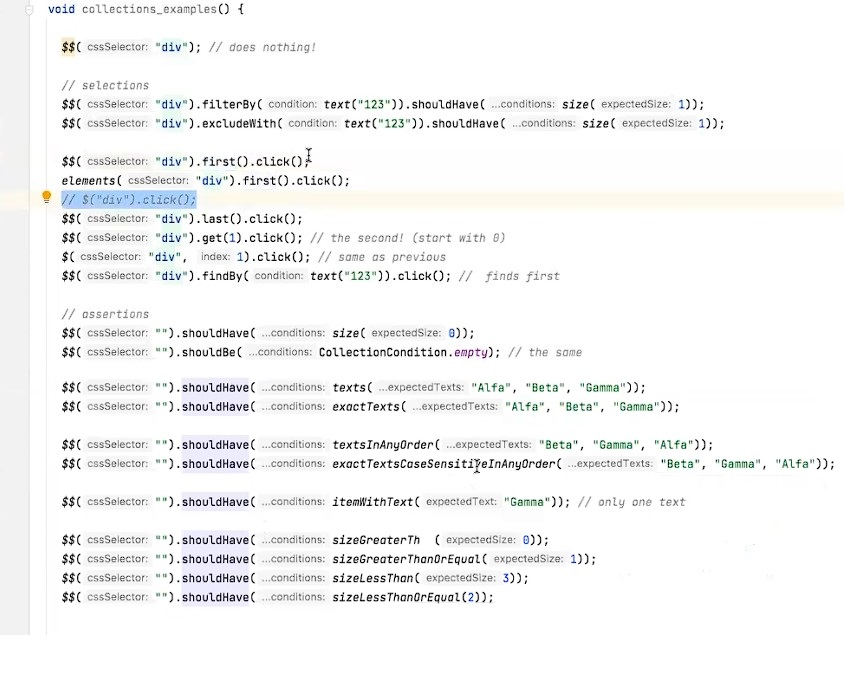 void collections_examples() {
$$( cssSelector: "div"); // does nothing!
// selections
$$( cssSelector: "div").filterBy( condition: text("123")).shouldHave( ...conditions: size( expectedSize: 1));
$$( cssSelector: "div").excludeWith( condition: text("123")).shouldHave( ...conditions: size( expectedSize: 1));
$$( cssSelector: "div").first().click();
elements( cssSelector: "div").first().click();
// $("div").click();
$$( cssSelector: "div").last().click();
$$( cssSelector: "div").get(1).click(); // the second! (start with 0)
$( cssSelector: "div", index: 1).click(); // same as previous
$$( cssSelector: "div").findBy( condition: text("123")).click(); // finds first
// assertions
$$( cssSelector: "").shouldHave( ...conditions: size( expectedSize: 0));
$$( cssSelector: "").shouldBe( ...conditions: CollectionCondition.empty); // the same
$$( cssSelector: "").shouldHave( ...conditions: texts( ...expectedTexts: "Alfa", "Beta", "Gamma"));
$$( cssSelector: "").shouldHave( ...conditions: exactTexts( ...expectedTexts: "Alfa", "Beta", "Gamma"));
$$( cssSelector: "").shouldHave( ...conditions: textsInAnyOrder( ...expectedTexts: "Beta", "Gamma", "Alfa"));
$$( cssSelector: "").shouldHave( ...conditions: exactTextsCaseSensitiveInAnyOrder( ...expectedTexts: "Beta", "Gamma", "Alfa"));
$$( cssSelector: "").shouldHave( ...conditions: itemWithText( expectedText: "Gamma")); // only one text
$$( cssSelector: "").shouldHave( ...conditions: sizeGreaterTh ( expectedSize: 0));
$$( cssSelector: "").shouldHave( ...conditions: sizeGreaterThanOrEqual( expectedSize: 1));
$$( cssSelector: "").shouldHave( ...conditions: sizeLessThan( expectedSize: 3));
$$( cssSelector: "").shouldHave( ...conditions: sizeLessThanOrEqual(2));